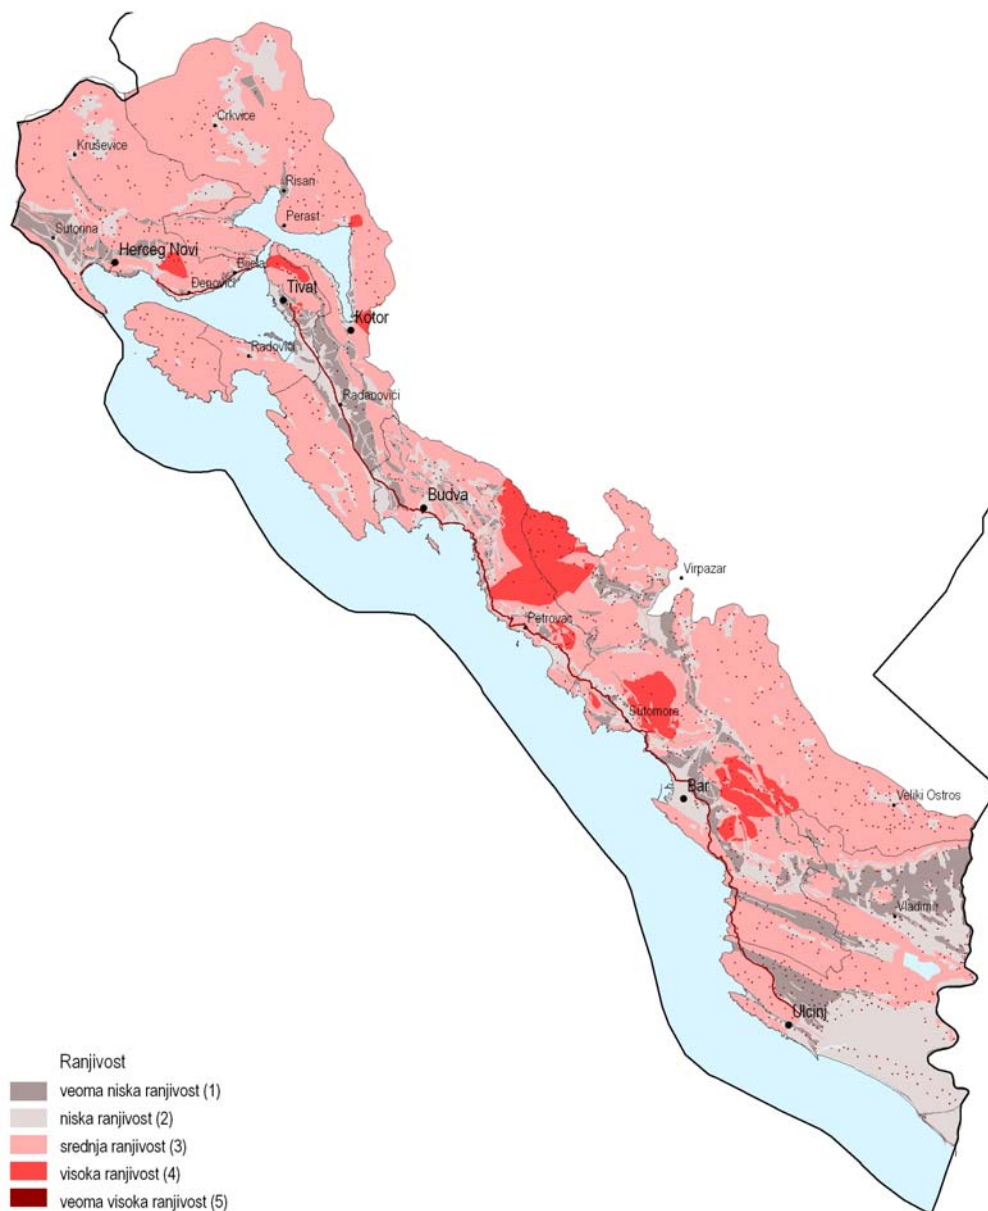 Crkvice
Kruševice
Risan
Perast
Sutorina
Herceg Novi
Bijela
Đenovići
Tivat
Kotor
Radovići
Radanovići
Budva
Virpazar
Petrovac
Sutomore
Bar
Veliki Ostros
Vladimir
Ulcinj
Ranjivost
veoma niska ranjivost (1)
niska ranjivost (2)
srednja ranjivost (3)
visoka ranjivost (4)
veoma visoka ranjivost (5)